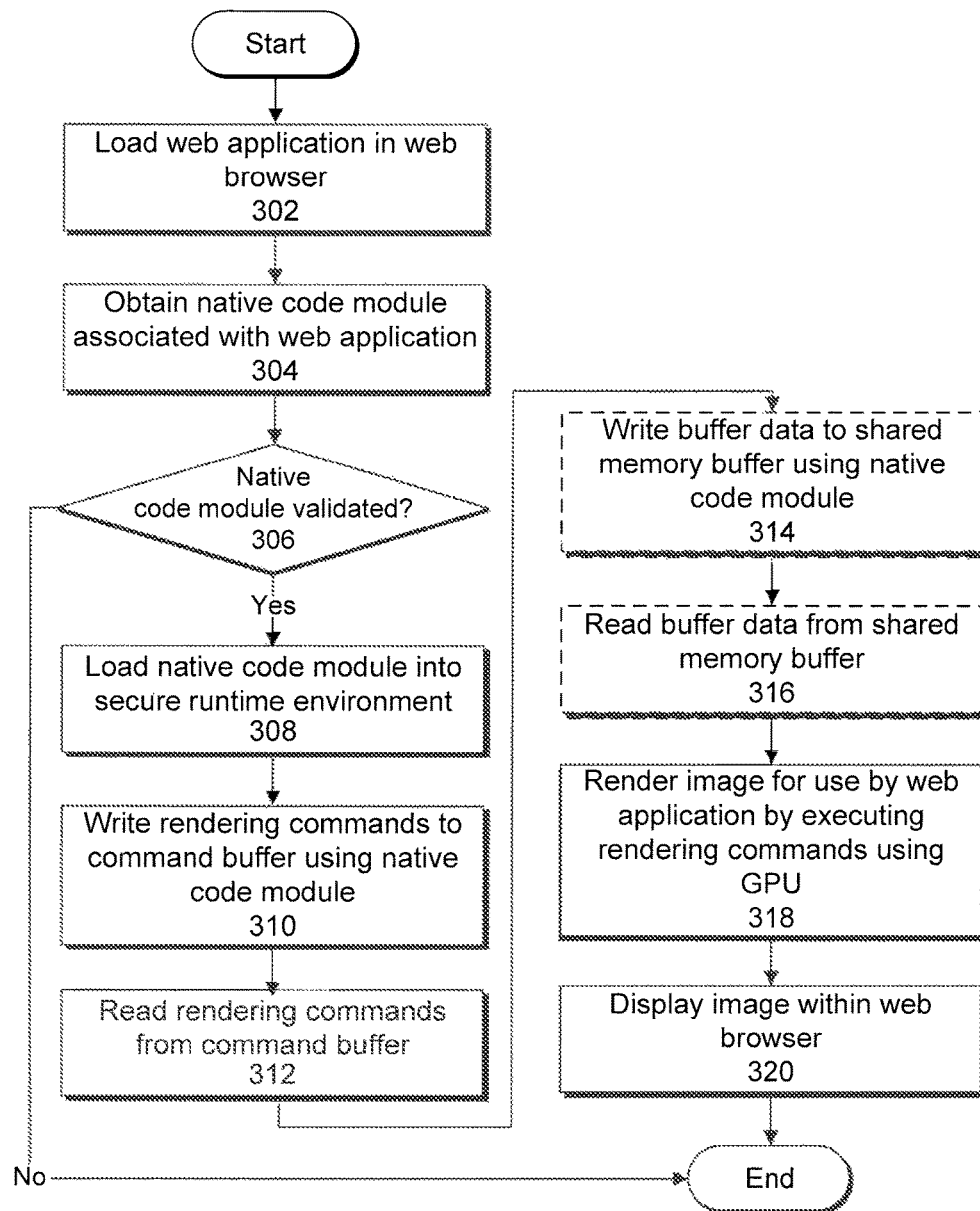 Start
Load web application in web
browser
302
Obtain native code module
associated with web application
304
Native
code module validated?
306
Yes
Load native code module into
secure runtime environment
308
Write rendering commands to
command buffer using native
code module
310
Read rendering commands
from command buffer
312
No
Write buffer data to shared
memory buffer using native
code module
314
Read buffer data from shared
memory buffer
316
Render image for use by web
application by executing
rendering commands using
GPU
318
Display image within web
browser
320
End